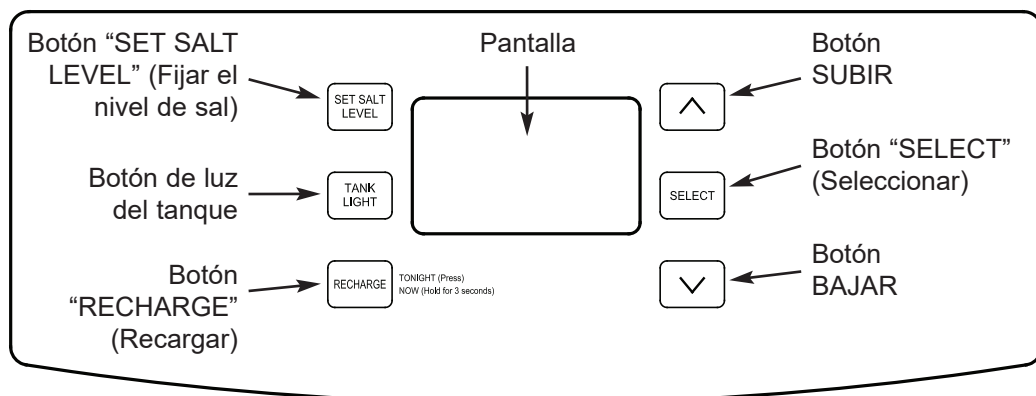 Botón “SET SALT
LEVEL” (Fijar el
nivel de sal)
SET SALT
LEVEL
Pantalla
Botón
SUBIR
Botón de luz
del tanque
TANK
LIGHT
SELECT
Botón “SELECT”
(Seleccionar)
Botón
“RECHARGE”
(Recargar)
RECHARGE
TONIGHT (Press)
NOW (Hold for 3 seconds)
Botón
BAJAR